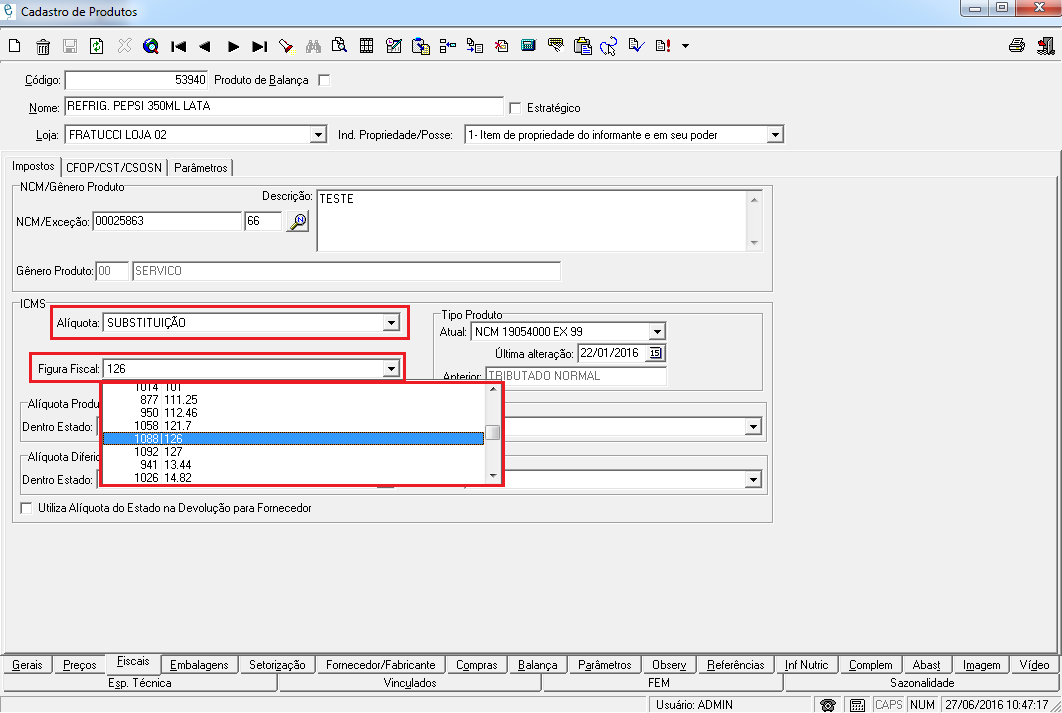 Cadastro de Produtos
Código: 53940 Produto de Balança
Nome: REFRIG. PEPSI 350ML LATA Estratégico
Loja: FRATUCCI LOJA 02 Ind. Propriedade/Posse: 1- Item de propriedade do informante e em seu poder
Impostos CFOP/CST/CSOSN Parâmetros
NCM/Gênero Produto
Descrição: TESTE
NCM/Exceção: 00025863 66
Gênero Produto: 00 SERVICO
ICMS
Alíquota: SUBSTITUIÇÃO
Tipo Produto
Atual: NCM 19054000 EX 99
Última alteração: 22/01/2016 15
Figura Fiscal: 126
Anterior: TRIBUTADO NORMAL
1014 101
877 111.25
950 112.46
1058 121.7
1088 126
1092 127
941 13.44
1026 14.82
Alíquota Produ
Dentro Estado:
Alíquota Diferio
Dentro Estado:
Utiliza Alíquota do Estado na Devolução para Fornecedor
Gerais Preços Fiscais Embalagens Setorização Fornecedor/Fabricante Compras Balança Parâmetros Observ Referências Inf Nutric Complem Abast Imagem Vídeo
Esp. Técnica Vinculados FEM Sazonalidade
Usuário: ADMIN CAPS NUM 27/06/2016 10:47:17